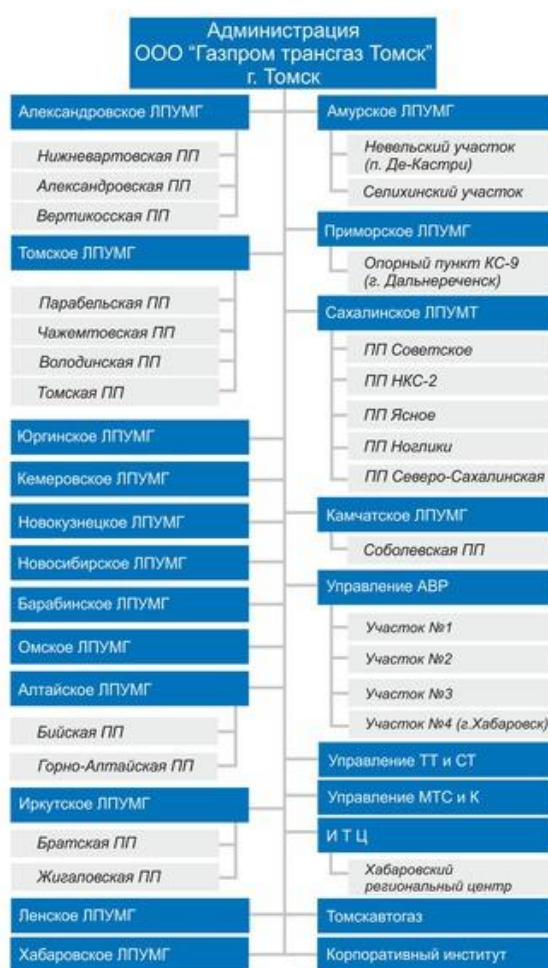 Администрация
ООО “Газпром трансгаз Томск”
г. Томск
Александровское ЛПУМГ
Нижневартовская ПП
Александровская ПП
Вертикосская ПП
Томское ЛПУМГ
Парабельская ПП
Чажемтовская ПП
Володинская ПП
Томская ПП
Юргинское ЛПУМГ
Кемеровское ЛПУМГ
Новокузнецкое ЛПУМГ
Новосибирское ЛПУМГ
Барабинское ЛПУМГ
Омское ЛПУМГ
Алтайское ЛПУМГ
Бийская ПП
Горно-Алтайская ПП
Иркутское ЛПУМГ
Братская ПП
Жигаловская ПП
Ленское ЛПУМГ
Хабаровское ЛПУМГ
Амурское ЛПУМГ
Невельский участок
(п. Де-Кастри)
Селихинский участок
Приморское ЛПУМГ
Опорный пункт КС-9
(г. Дальнереченск)
Сахалинское ЛПУМТ
ПП Советское
ПП НКС-2
ПП Ясное
ПП Ноглики
ПП Северо-Сахалинская
Камчатское ЛПУМГ
Соболевская ПП
Управление АВР
Участок №1
Участок №2
Участок №3
Участок №4 (г.Хабаровск)
Управление ТТ и СТ
Управление МТС и К
И Т Ц
Хабаровский
региональный центр
Томскавтогаз
Корпоративный институт